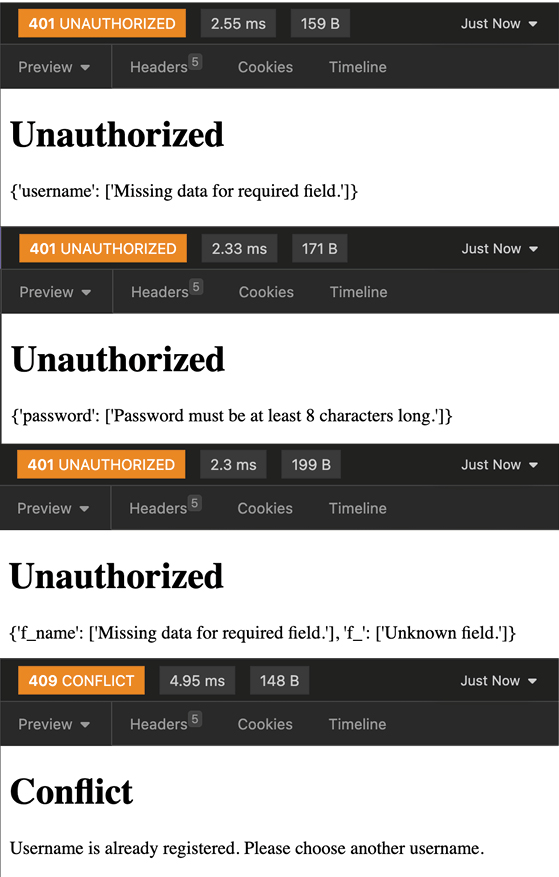 401 UNAUTHORIZED 2.55 ms 159 B Just Now
Preview Headers 5 Cookies Timeline
Unauthorized
{'username': ['Missing data for required field.']}
401 UNAUTHORIZED 2.33 ms 171 B Just Now
Preview Headers 5 Cookies Timeline
Unauthorized
{'password': ['Password must be at least 8 characters long.']}
401 UNAUTHORIZED 2.3 ms 199 B Just Now
Preview Headers 5 Cookies Timeline
Unauthorized
{'f_name': ['Missing data for required field.'], 'f_': ['Unknown field.']}
409 CONFLICT 4.95 ms 148 B Just Now
Preview Headers 5 Cookies Timeline
Conflict
Username is already registered. Please choose another username.